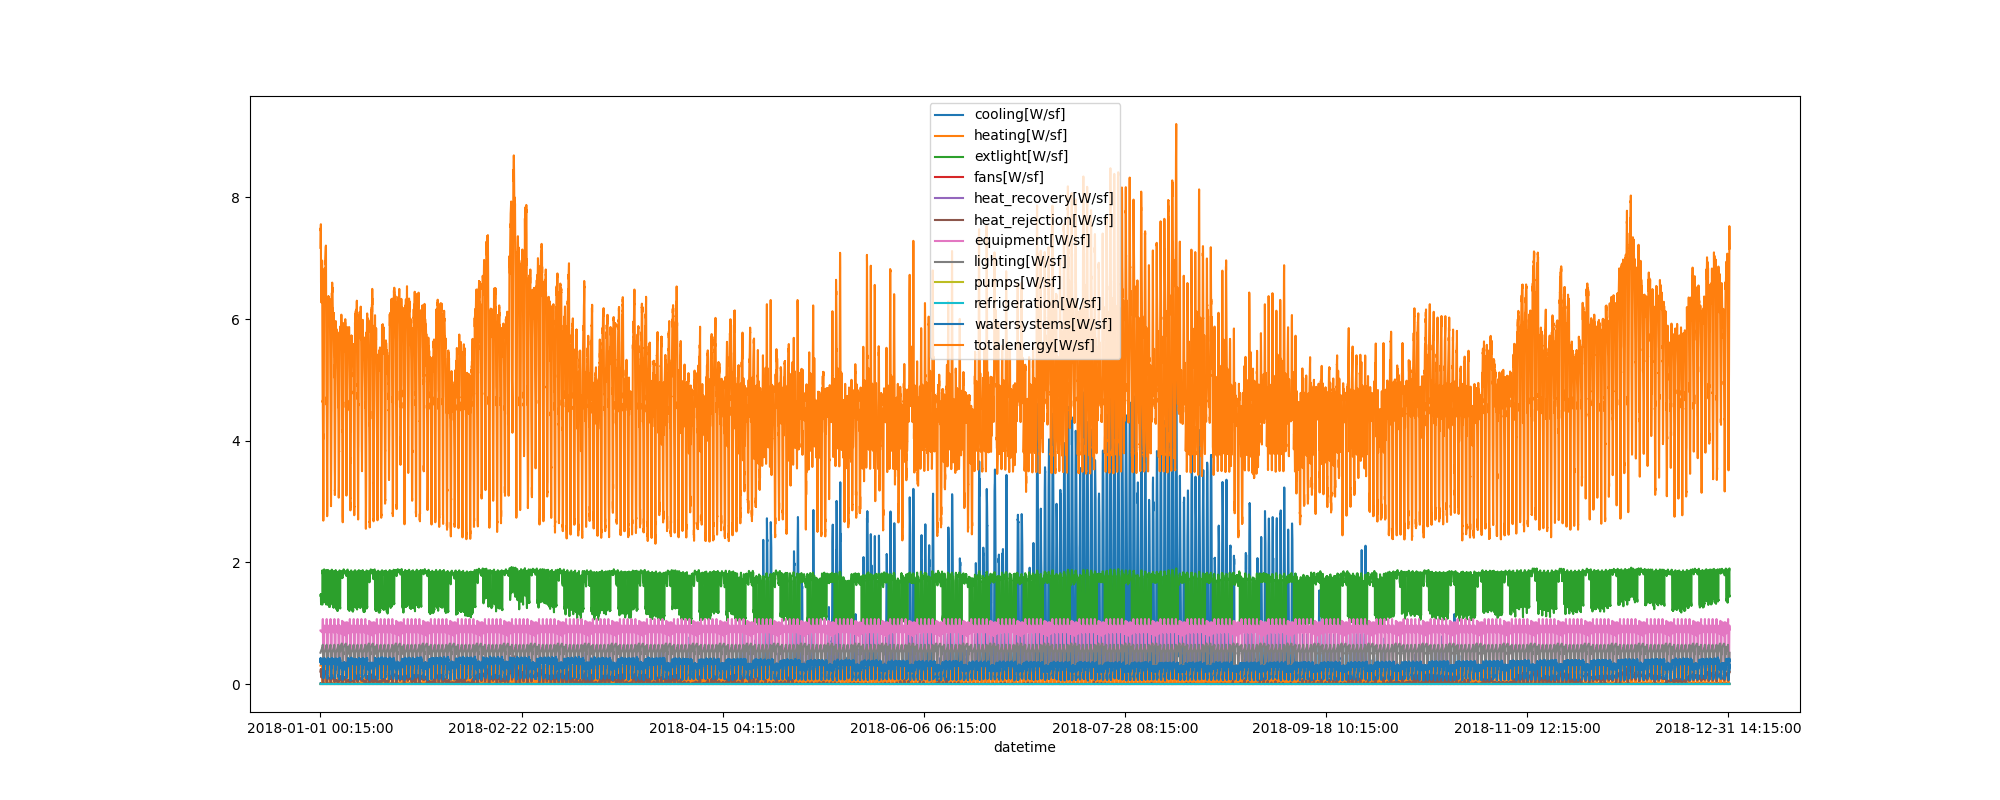 cooling[W/sf]
heating[W/sf]
extlight[W/sf]
fans[W/sf]
heat_recovery[W/sf]
heat_rejection[W/sf]
equipment[W/sf]
lighting[W/sf]
pumps[W/sf]
refrigeration[W/sf]
watersystems[W/sf]
totalenergy[W/sf]
8
6
4
2
0
2018-01-01 00:15:00 2018-02-22 02:15:00 2018-04-15 04:15:00 2018-06-06 06:15:00 2018-07-28 08:15:00 2018-09-18 10:15:00 2018-11-09 12:15:00 2018-12-31 14:15:00
datetime